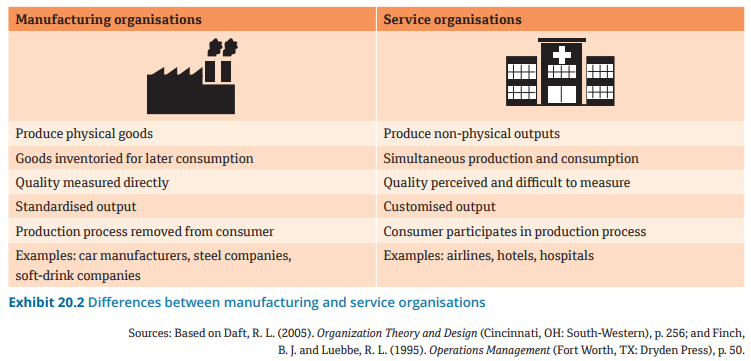 Manufacturing organisations
Service organisations
Produce physical goods
Produce non-physical outputs
Goods inventoried for later consumption
Simultaneous production and consumption
Quality measured directly
Quality perceived and difficult to measure
Standardised output
Customised output
Production process removed from consumer
Consumer participates in production process
Examples: car manufacturers, steel companies,
soft-drink companies
Examples: airlines, hotels, hospitals
Exhibit 20.2 Differences between manufacturing and service organisations
Sources: Based on Daft, R. L. (2005). Organization Theory and Design (Cincinnati, OH: South-Western), p. 256; and Finch,
B. J. and Luebbe, R. L. (1995). Operations Management (Fort Worth, TX: Dryden Press), p. 50.